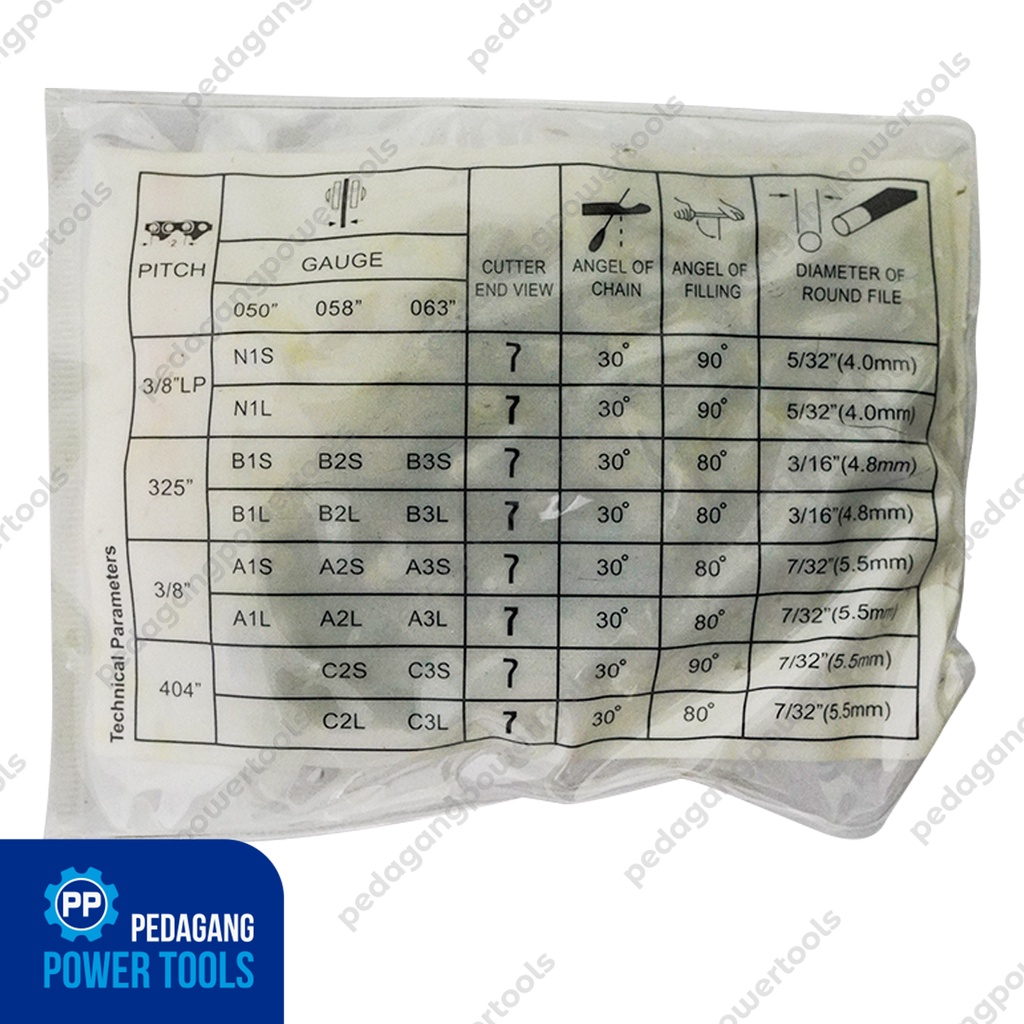 PITCH
2
GAUGE
050" 058" 063"
CUTTER
END VIEW
ANGEL OF
CHAIN
ANGEL OF
FILLING
DIAMETER OF
ROUND FILE
3/8"LP
N1S 30° 90° 5/32"(4.0mm)
N1L 30° 90° 5/32"(4.0mm)
325"
B1S B2S B3S 30° 80° 3/16"(4.8mm)
B1L B2L B3L 30° 80° 3/16"(4.8mm)
3/8"
A1S A2S A3S 30° 80° 7/32"(5.5mm)
A1L A2L A3L 30° 80° 7/32"(5.5mm)
404"
C2S C3S 30° 90° 7/32"(5.5mm)
C2L C3L 30° 80° 7/32"(5.5mm)
Technical Parameters
PP
PEDAGANG
POWER TOOLS
pedagangpowertools